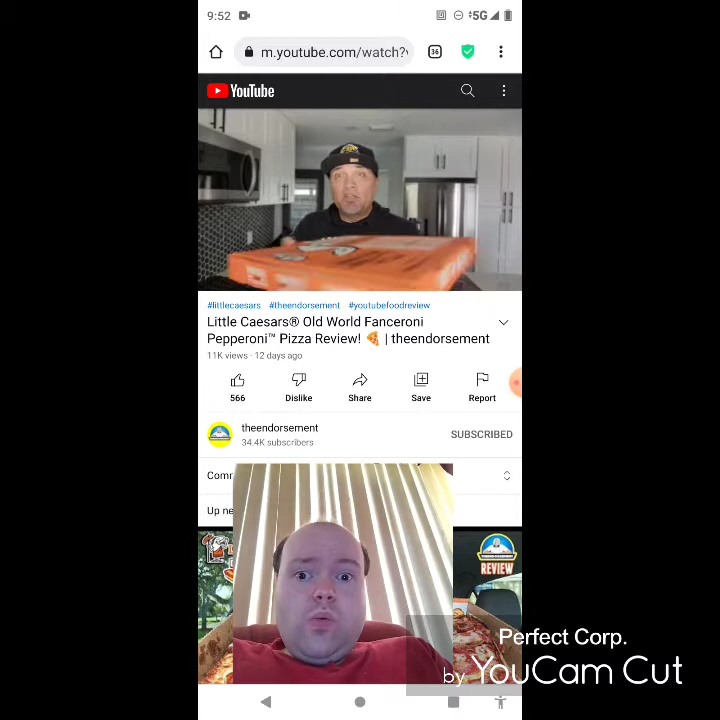 9:52
5G
m.youtube.com/watch?v
36
YouTube
#littlecaesars #theendorsement #youtubefoodreview
Little Caesars® Old World Fanceroni
Pepperoni™ Pizza Review! 🍕 | theendorsement
11K views · 12 days ago
566
Dislike
Share
Save
Report
theendorsement
34.4K subscribers
SUBSCRIBED
Com
Up ne
REVIEW
Perfect Corp.
by YouCam Cut